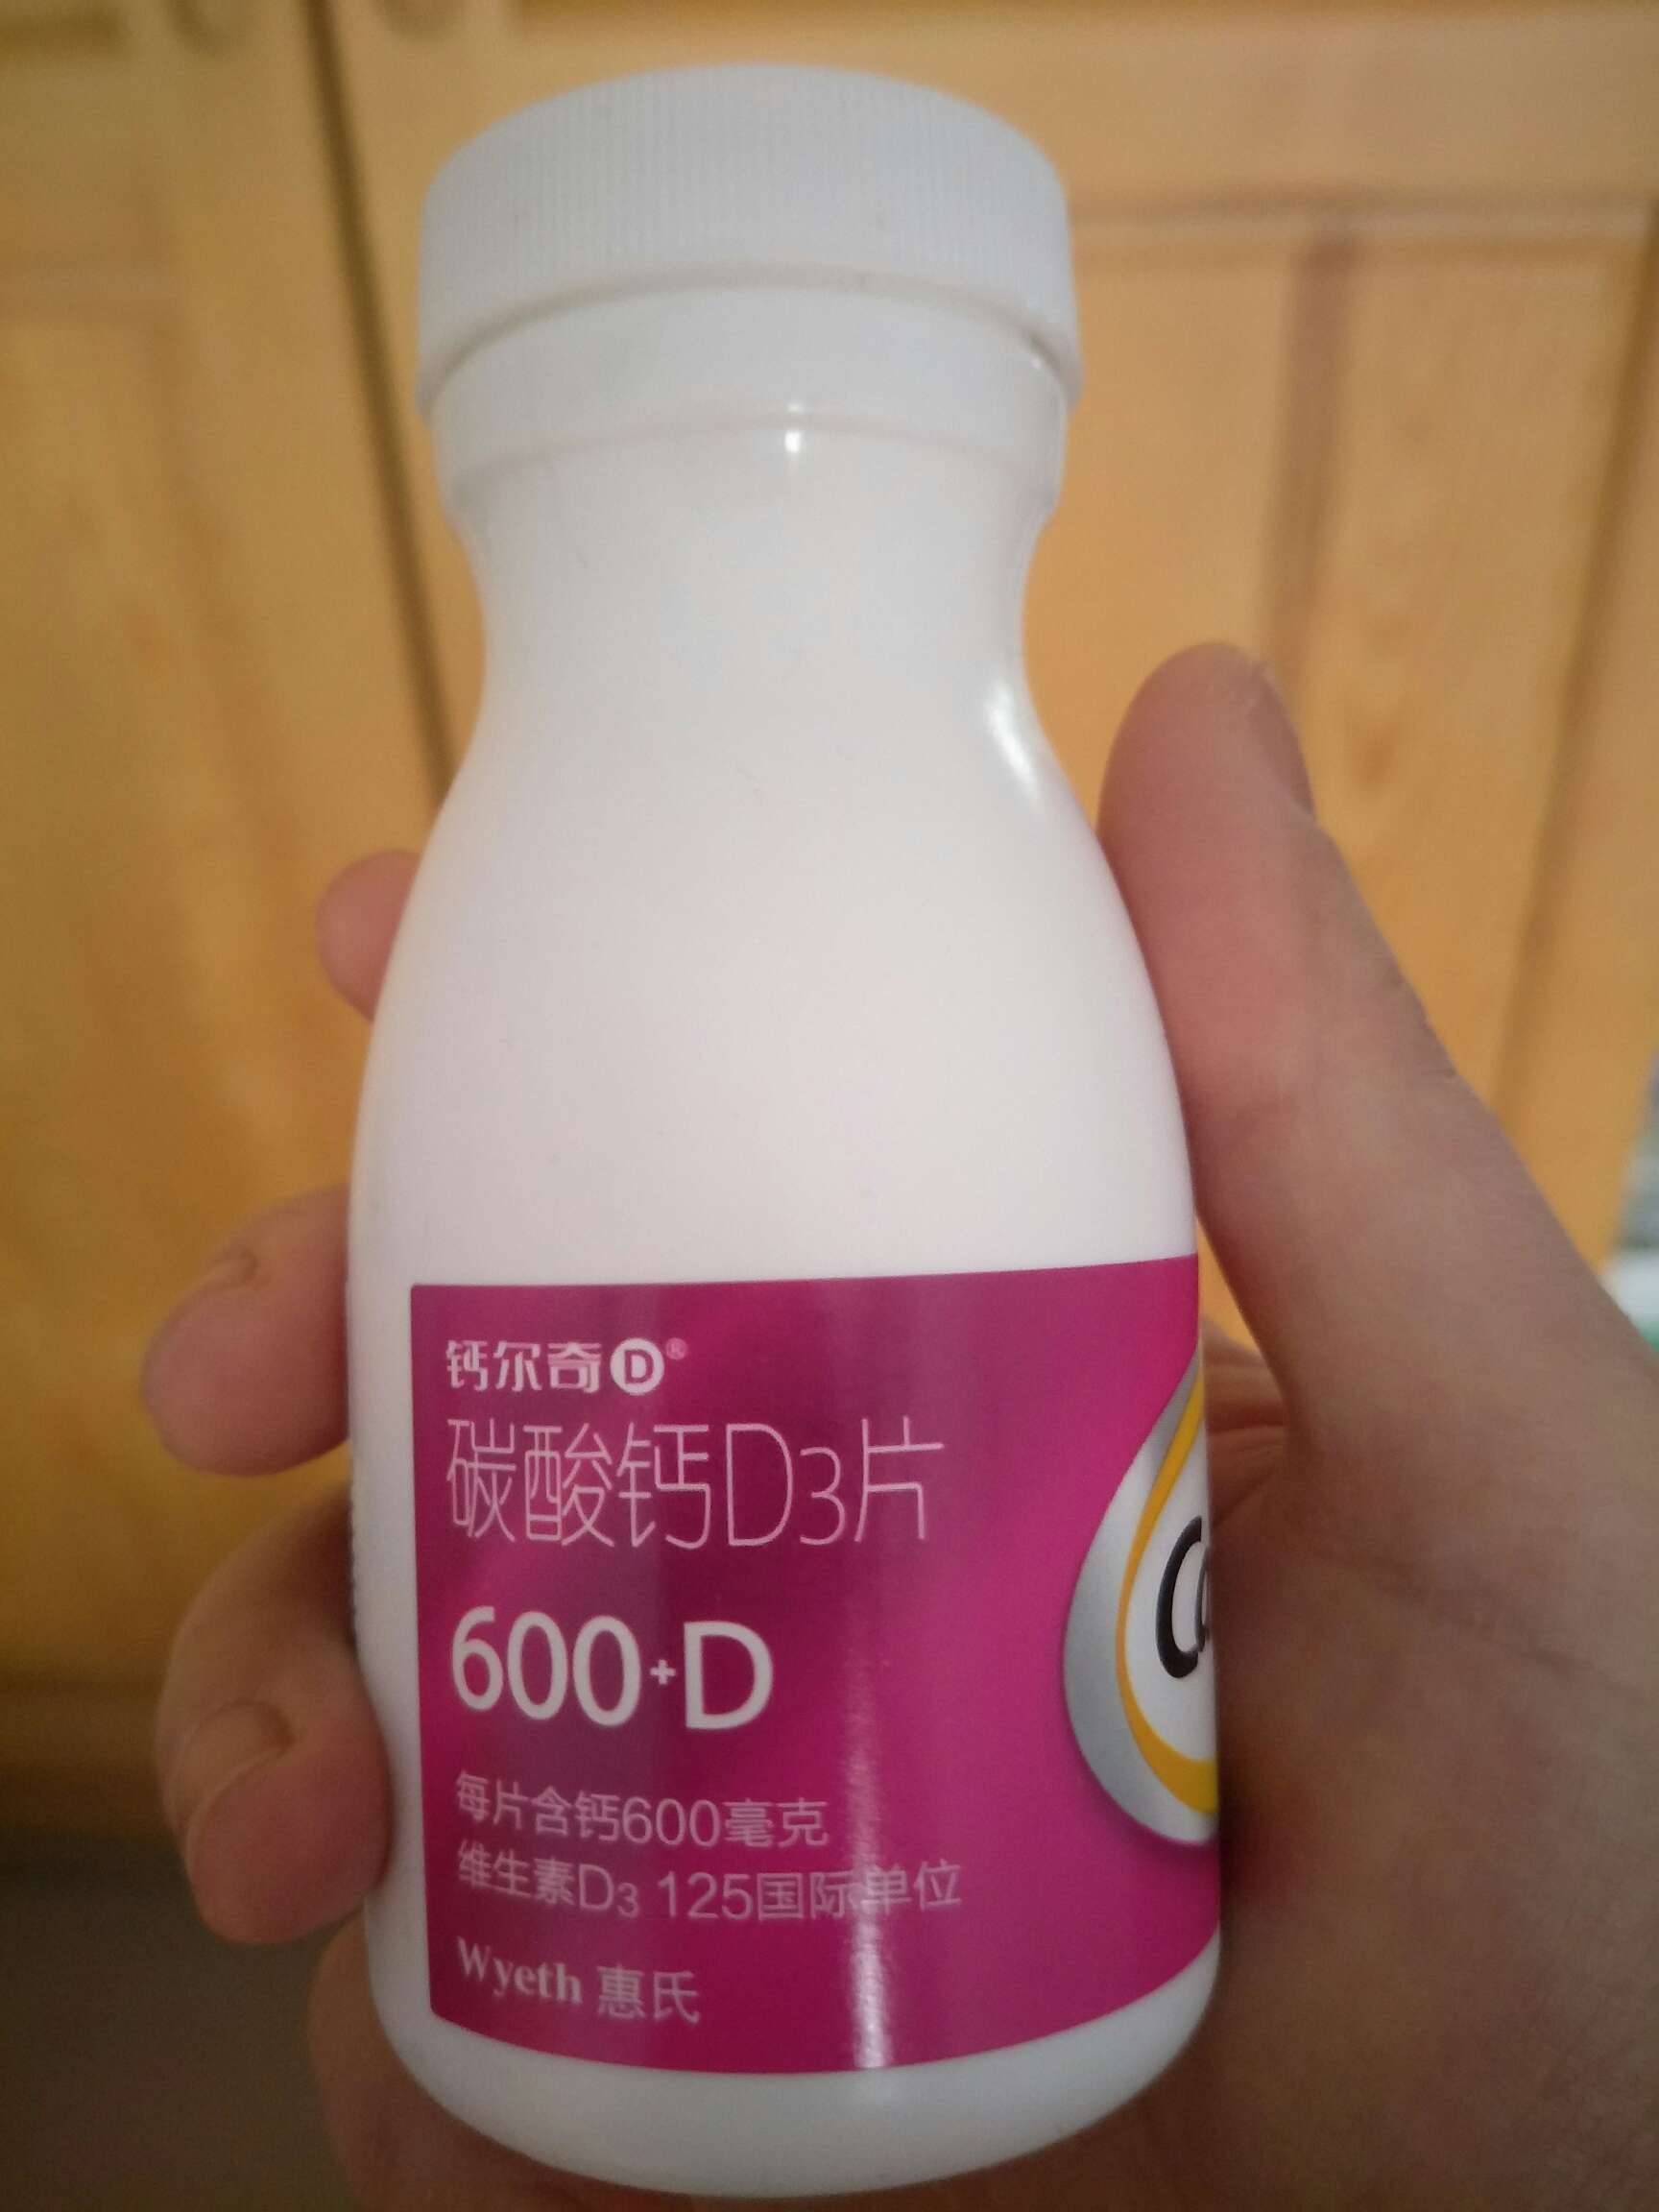 钙尔奇D®
碳酸钙D3片
600+D
每片含钙600毫克
维生素D3 125国际单位
Wyeth 惠氏